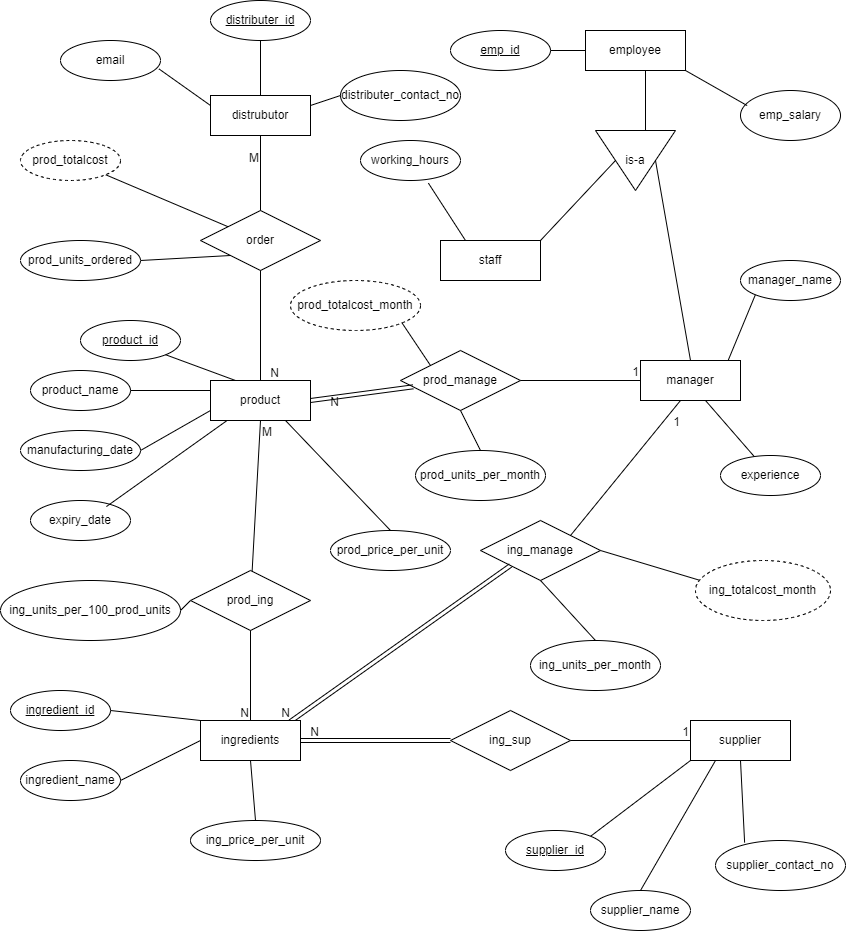 distributer_id
emp_id
employee
email
distributer_contact_no
distrubutor
emp_salary
M
prod_totalcost
working_hours
is-a
order
prod_units_ordered
staff
manager_name
prod_totalcost_month
product_id
N
1
product_name
product
N
prod_manage
manager
M
1
manufacturing_date
prod_units_per_month
experience
expiry_date
prod_price_per_unit
ing_manage
ing_totalcost_month
ing_units_per_100_prod_units
prod_ing
ing_units_per_month
ingredient_id
N
N
N
1
ingredients
ing_sup
supplier
ingredient_name
ing_price_per_unit
supplier_id
supplier_contact_no
supplier_name